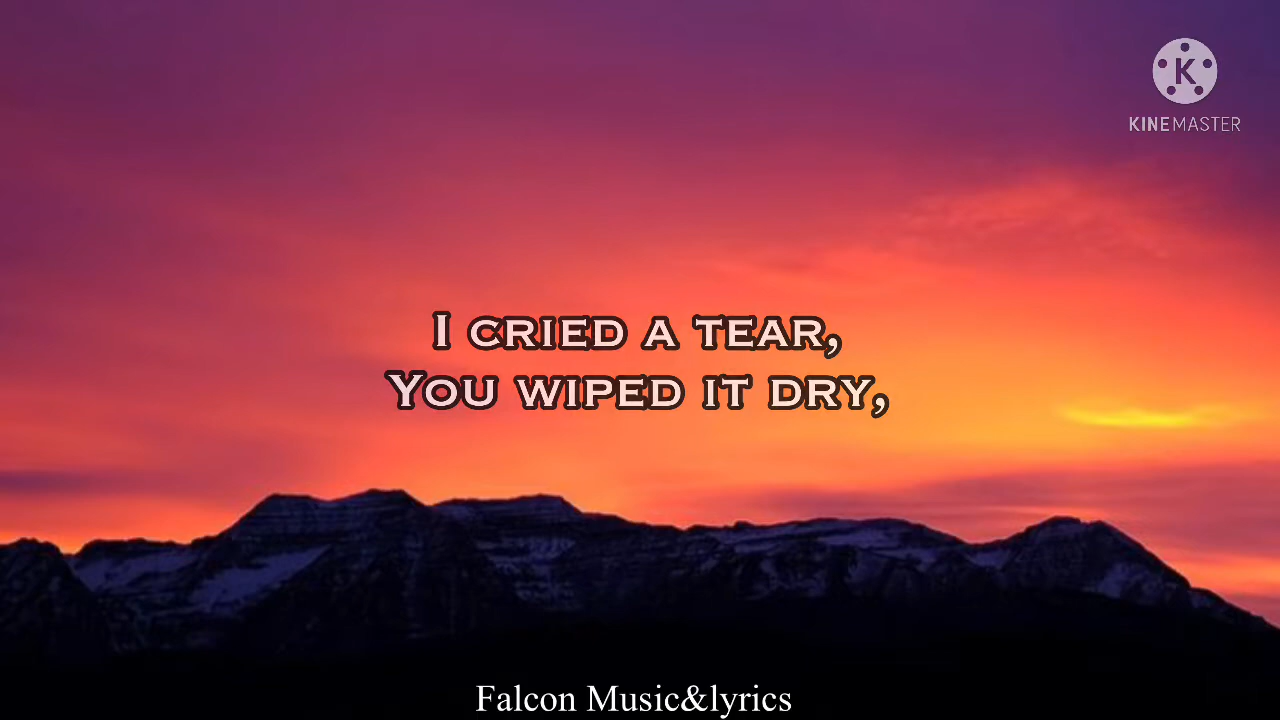 K
KINEMASTER
I CRIED A TEAR,
YOU WIPED IT DRY,
Falcon Music&lyrics